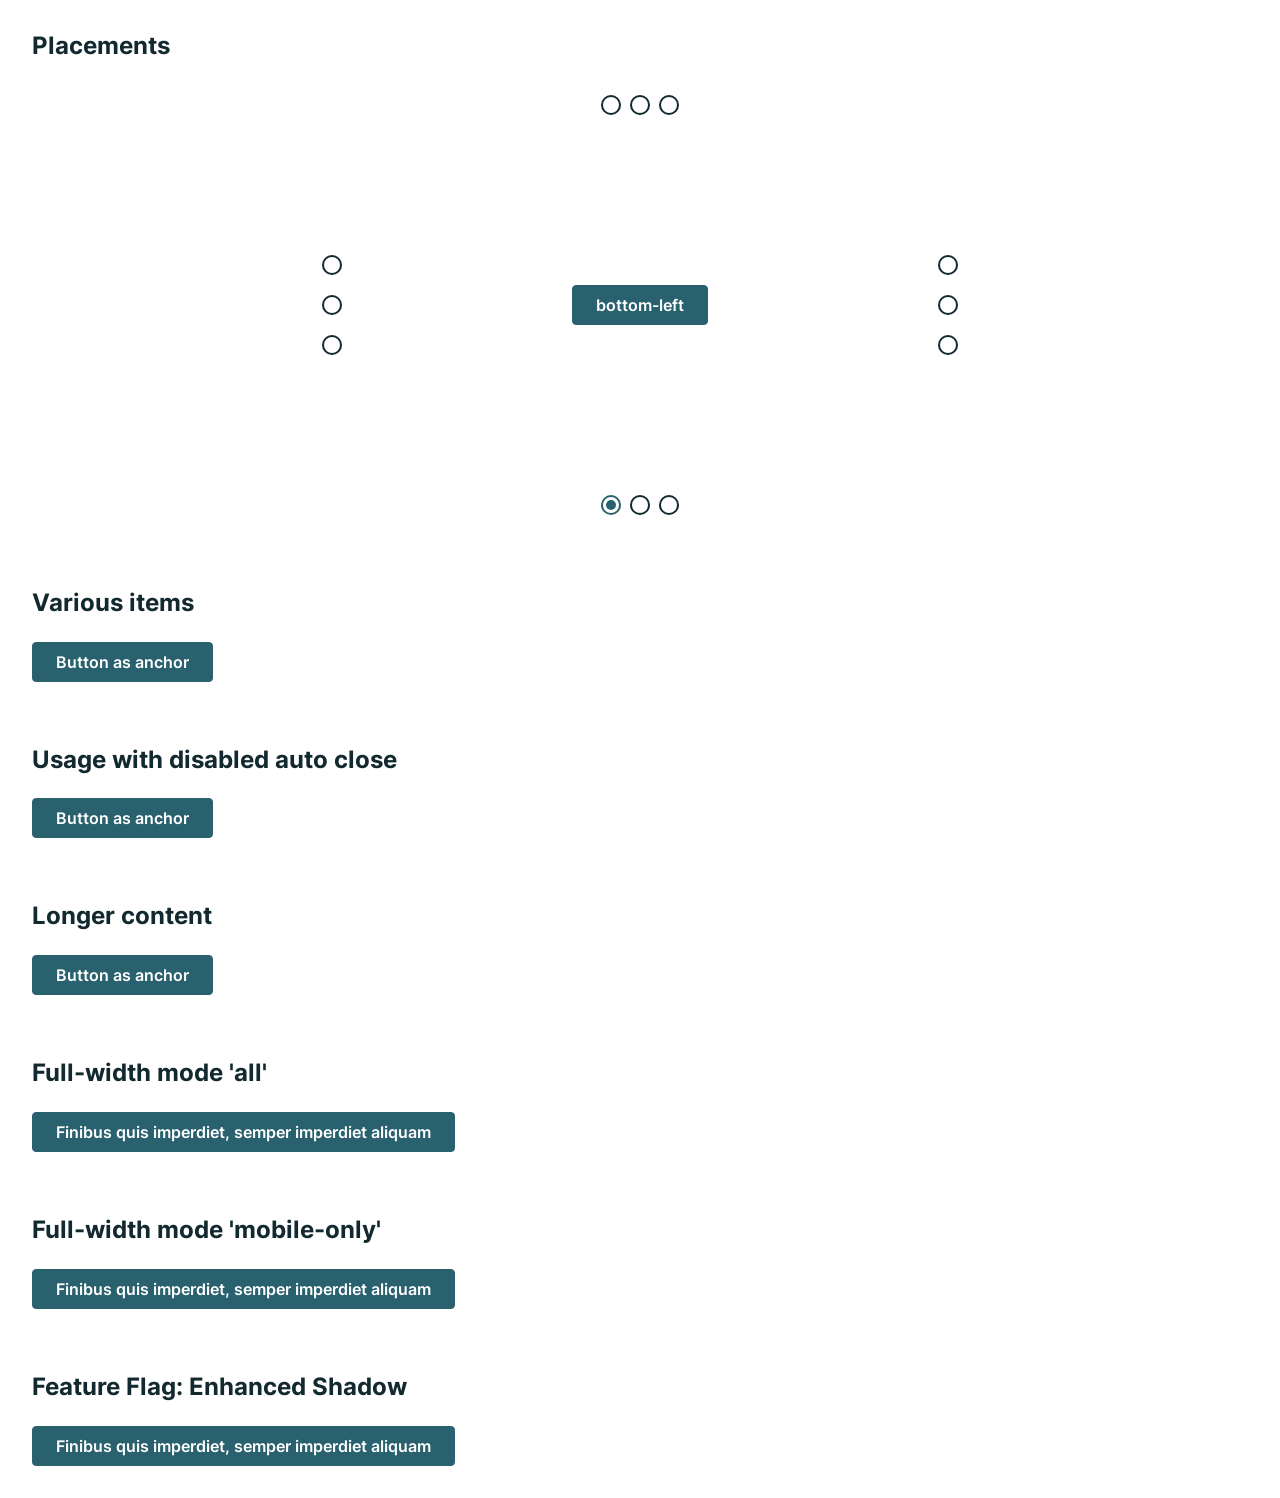 Placements
bottom-left
Various items
Button as anchor
Usage with disabled auto close
Button as anchor
Longer content
Button as anchor
Full-width mode 'all'
Finibus quis imperdiet, semper imperdiet aliquam
Full-width mode 'mobile-only'
Finibus quis imperdiet, semper imperdiet aliquam
Feature Flag: Enhanced Shadow
Finibus quis imperdiet, semper imperdiet aliquam